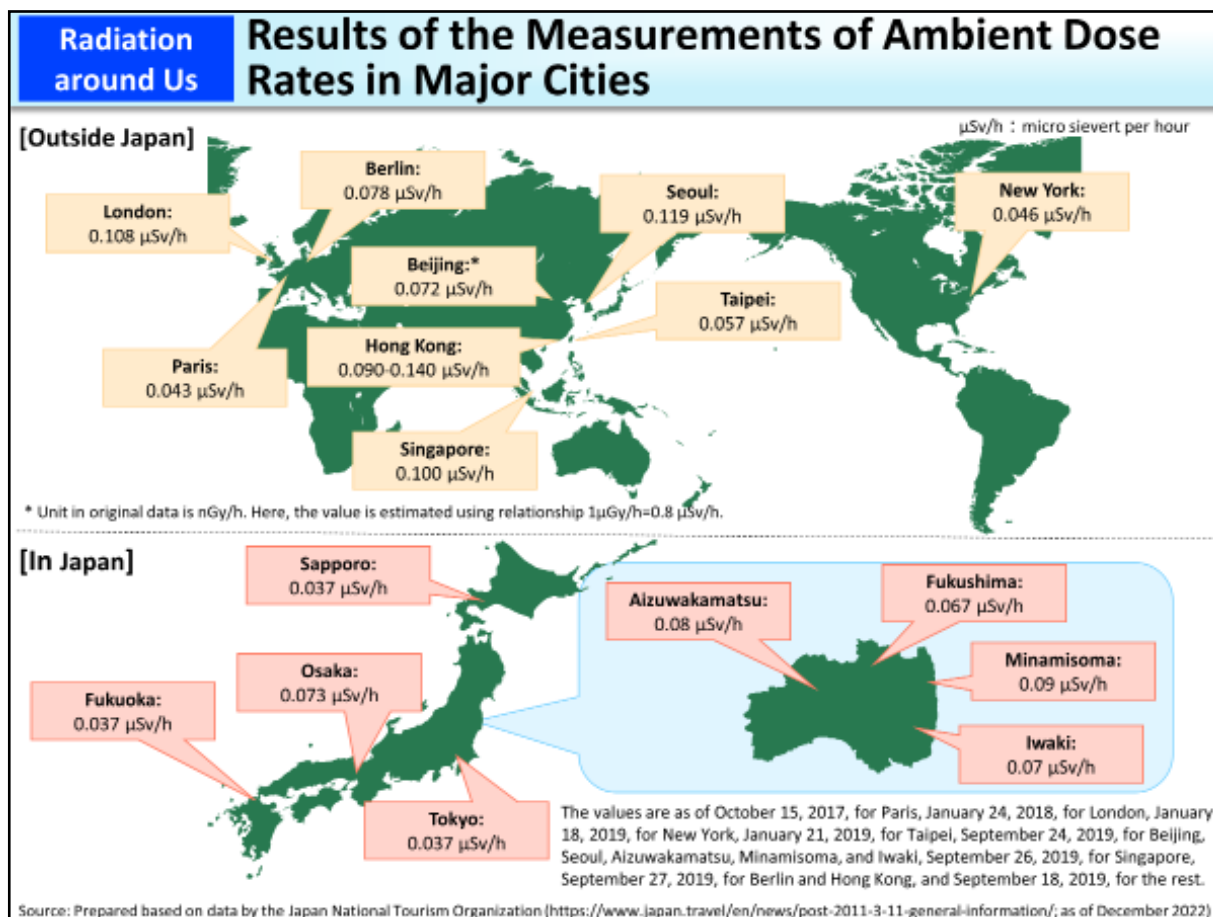 Radiation
around Us
Results of the Measurements of Ambient Dose
Rates in Major Cities
μSv/h : micro sievert per hour
[Outside Japan]
Berlin:
0.078 μSv/h
London:
0.108 μSv/h
Seoul:
0.119 μSv/h
New York:
0.046 μSv/h
Beijing:*
0.072 μSv/h
Taipei:
0.057 μSv/h
Hong Kong:
0.090-0.140 μSv/h
Paris:
0.043 μSv/h
Singapore:
0.100 μSv/h
* Unit in original data is nGy/h. Here, the value is estimated using relationship 1μGy/h=0.8 μSv/h.
[In Japan]
Sapporo:
0.037 μSv/h
Osaka:
0.073 μSv/h
Fukuoka:
0.037 μSv/h
Tokyo:
0.037 μSv/h
Fukushima:
0.067 μSv/h
Aizuwakamatsu:
0.08 μSv/h
Minamisoma:
0.09 μSv/h
Iwaki:
0.07 μSv/h
The values are as of October 15, 2017, for Paris, January 24, 2018, for London, January
18, 2019, for New York, January 21, 2019, for Taipei, September 24, 2019, for Beijing,
Seoul, Aizuwakamatsu, Minamisoma, and Iwaki, September 26, 2019, for Singapore,
September 27, 2019, for Berlin and Hong Kong, and September 18, 2019, for the rest.
Source: Prepared based on data by the Japan National Tourism Organization (https://www.japan.travel/en/news/post-2011-3-11-general-information/; as of December 2022)